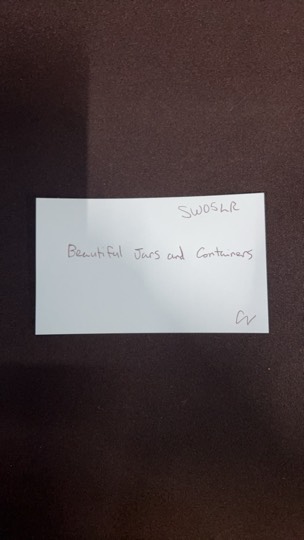 SWOSLR
Beautiful Jars and Containers
CV